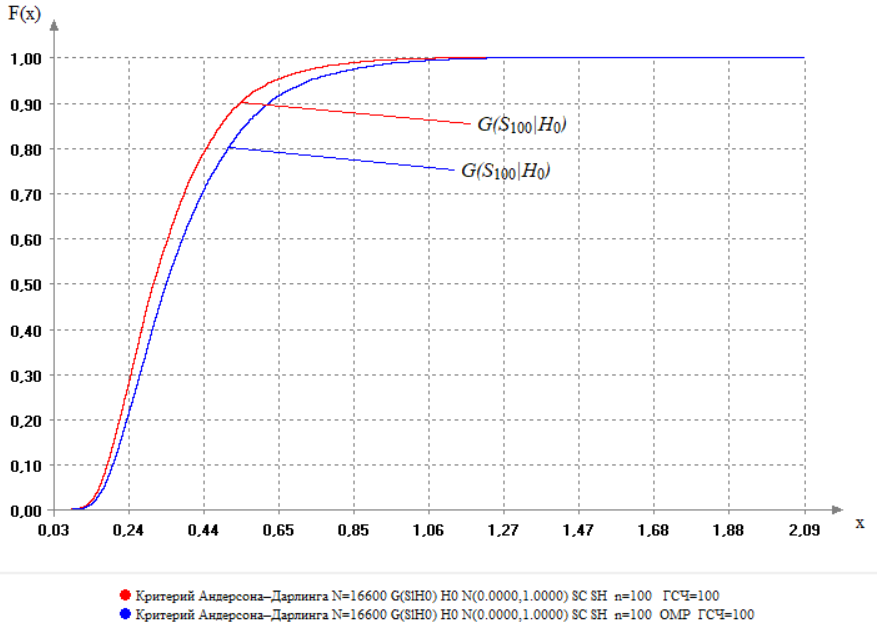 F(x)
1.00
0,90
0,80
0,70
0,60
0,50
0,40
0,30
0,20
0,10
0,00
G(S100|H0)
G(S100|H0)
0,03 0,24 0,44 0,65 0,85 1,06 1,27 1,47 1,68 1,88 2,09
x
Критерий Андерсона–Дарлинга N=16600 G(S|H0) H0 N(0.0000,1.0000) SC SH n=100 ГСЧ=100
Критерий Андерсона–Дарлинга N=16600 G(S|H0) H0 N(0.0000,1.0000) SC SH n=100 ОМР ГСЧ=100